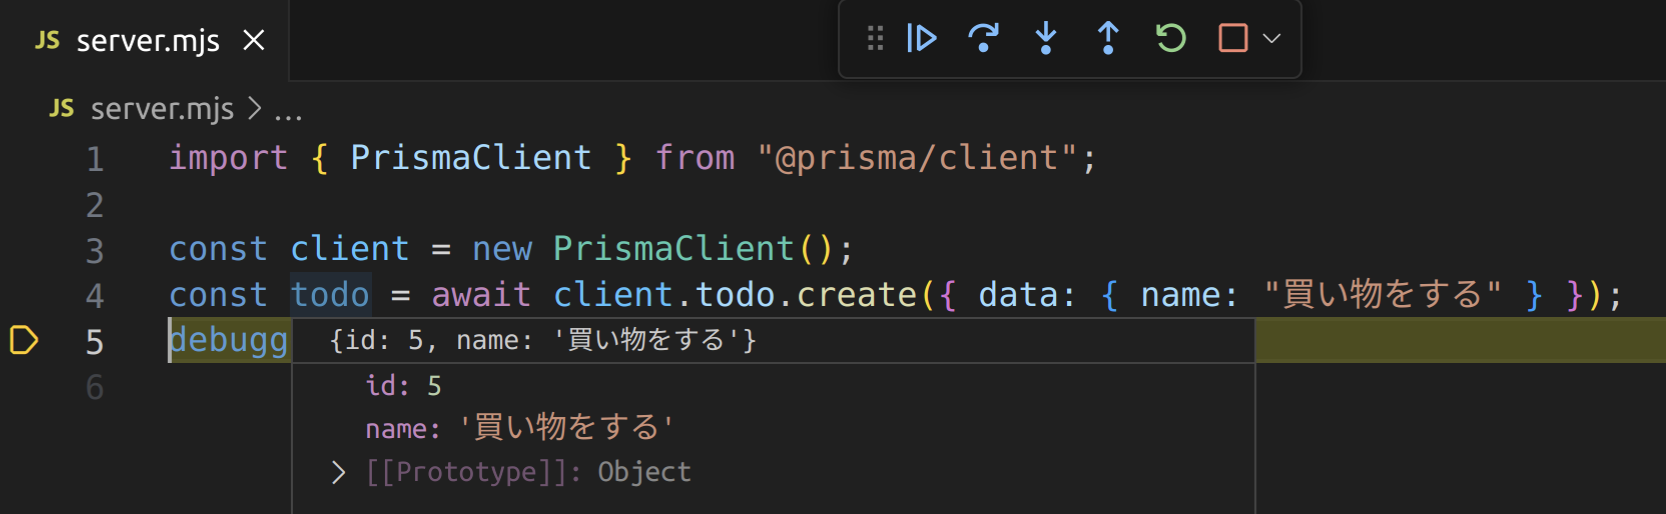 JS server.mjs
JS server.mjs > ...
1 import { PrismaClient } from "@prisma/client";
2
3 const client = new PrismaClient();
4 const todo = await client.todo.create({ data: { name: "買い物をする" } });
5 debugg
{id: 5, name: '買い物をする'}
6
id: 5
name: '買い物をする'
[[Prototype]]: Object